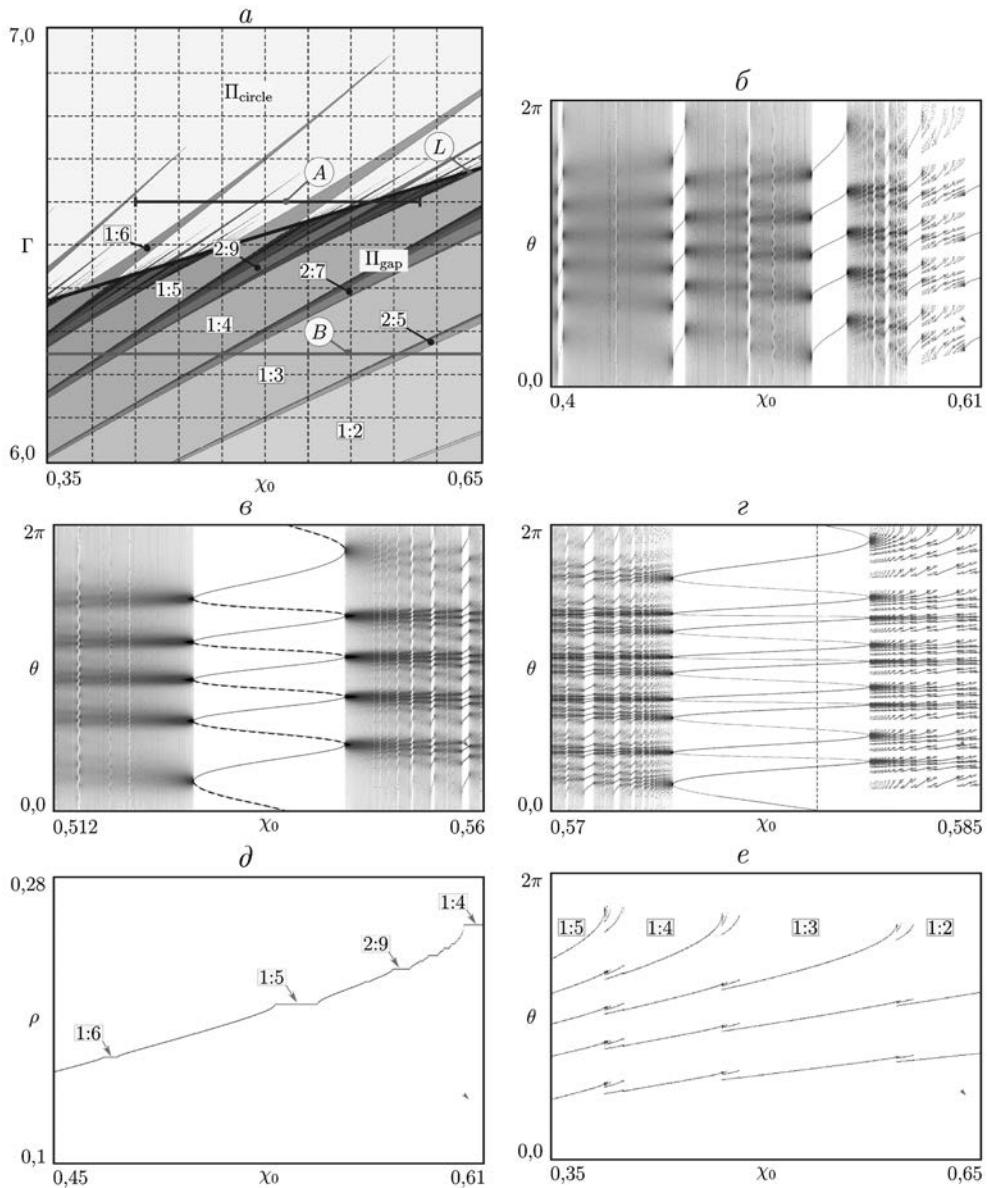 а
7,0
Π_circle
A
L
Γ
1:6
2:9
1:5
Π_gap
2:7
1:4
B
2:5
1:3
1:2
6,0
0,35
χ₀
0,65
б
2π
θ
0,0
0,4
χ₀
0,61
в
2π
θ
0,0
0,512
χ₀
0,56
г
2π
θ
0,0
0,57
χ₀
0,585
д
0,28
1:4
2:9
1:5
ρ
1:6
0,1
0,45
χ₀
0,61
е
2π
1:5
1:4
1:3
1:2
θ
0,0
0,35
χ₀
0,65